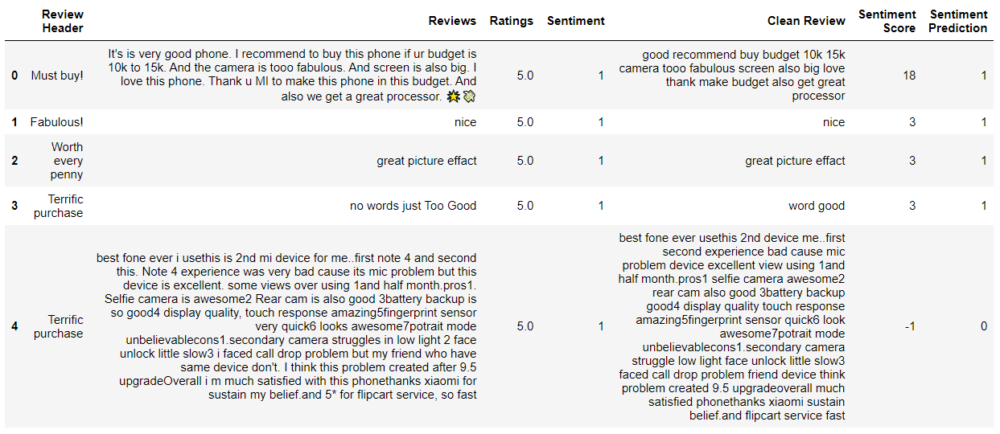 Review Header Reviews Ratings Sentiment Clean Review Sentiment Score Sentiment Prediction
0 Must buy! It's is very good phone. I recommend to buy this phone if ur budget is
10k to 15k. And the camera is tooo fabulous. And screen is also big. I
love this phone. Thank u MI to make this phone in this budget. And
also we get a great processor.
5.0 1
good recommend buy budget 10k 15k
camera tooo fabulous screen also big love
thank make budget also get great
processor
18 1
1 Fabulous! nice 5.0 1 nice 3 1
2 Worth every penny great picture effact 5.0 1 great picture effact 3 1
3 Terrific purchase no words just Too Good 5.0 1 word good 3 1
4 Terrific purchase
best fone ever i usethis is 2nd mi device for me..first note 4 and second
this. Note 4 experience was very bad cause its mic problem but this
device is excellent. some views over using 1and half month.pros1.
Selfie camera is awesome2 Rear cam is also good 3battery backup is
so good4 display quality, touch response amazing5fingerprint sensor
very quick6 looks awesome7potrait mode
unbelievablecons1.secondary camera struggles in low light 2 face
unlock little slow3 i faced call drop problem but my friend who have
same device don't. I think this problem created after 9.5
upgradeOverall i m much satisfied with this phonethanks xiaomi for
sustain my belief.and 5* for flipcart service, so fast
5.0 1
best fone ever usethis 2nd device me..first
second experience bad cause mic
problem device excellent view using 1and
half month.pros1 selfie camera awesome2
rear cam also good 3battery backup
good4 display quality touch response
amazing5fingerprint sensor quick6 look
awesome7potrait mode
unbelievablecons1.secondary camera
struggle low light face unlock little slow3
faced call drop problem friend device think
problem created 9.5 upgradeoverall much
satisfied phonethanks xiaomi sustain
belief.and flipcart service fast
-1 0